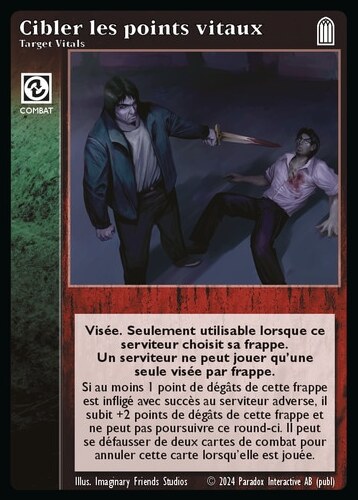 Cibler les points vitaux
Target Vitals
COMBAT
Visée. Seulement utilisable lorsque ce
serviteur choisit sa frappe.
Un serviteur ne peut jouer qu'une
seule visée par frappe.
Si au moins 1 point de dégâts de cette frappe
est infligé avec succès au serviteur adverse, il
subit +2 points de dégâts de cette frappe et
ne peut pas poursuivre ce round-ci. Il peut
se défausser de deux cartes de combat pour
annuler cette carte lorsqu'elle est jouée.
Illus. Imaginary Friends Studios © 2024 Paradox Interactive AB (publ)